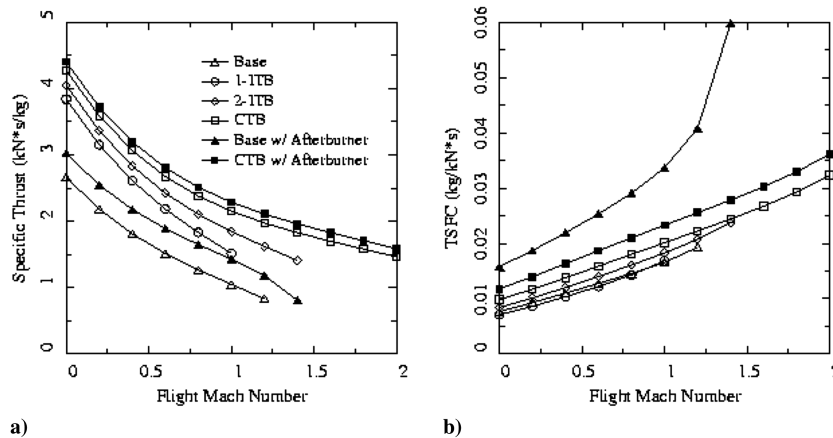 Specific Thrust (kN*s/kg)
0
1
2
3
4
5
Base
1-ITB
2-ITB
CTB
Base w/ Afterburner
CTB w/ Afterburner
0
0.5
1
1.5
2
Flight Mach Number
a)
TSFC (kg/kN*s)
0
0.01
0.02
0.03
0.04
0.05
0.06
0
0.5
1
1.5
2
Flight Mach Number
b)